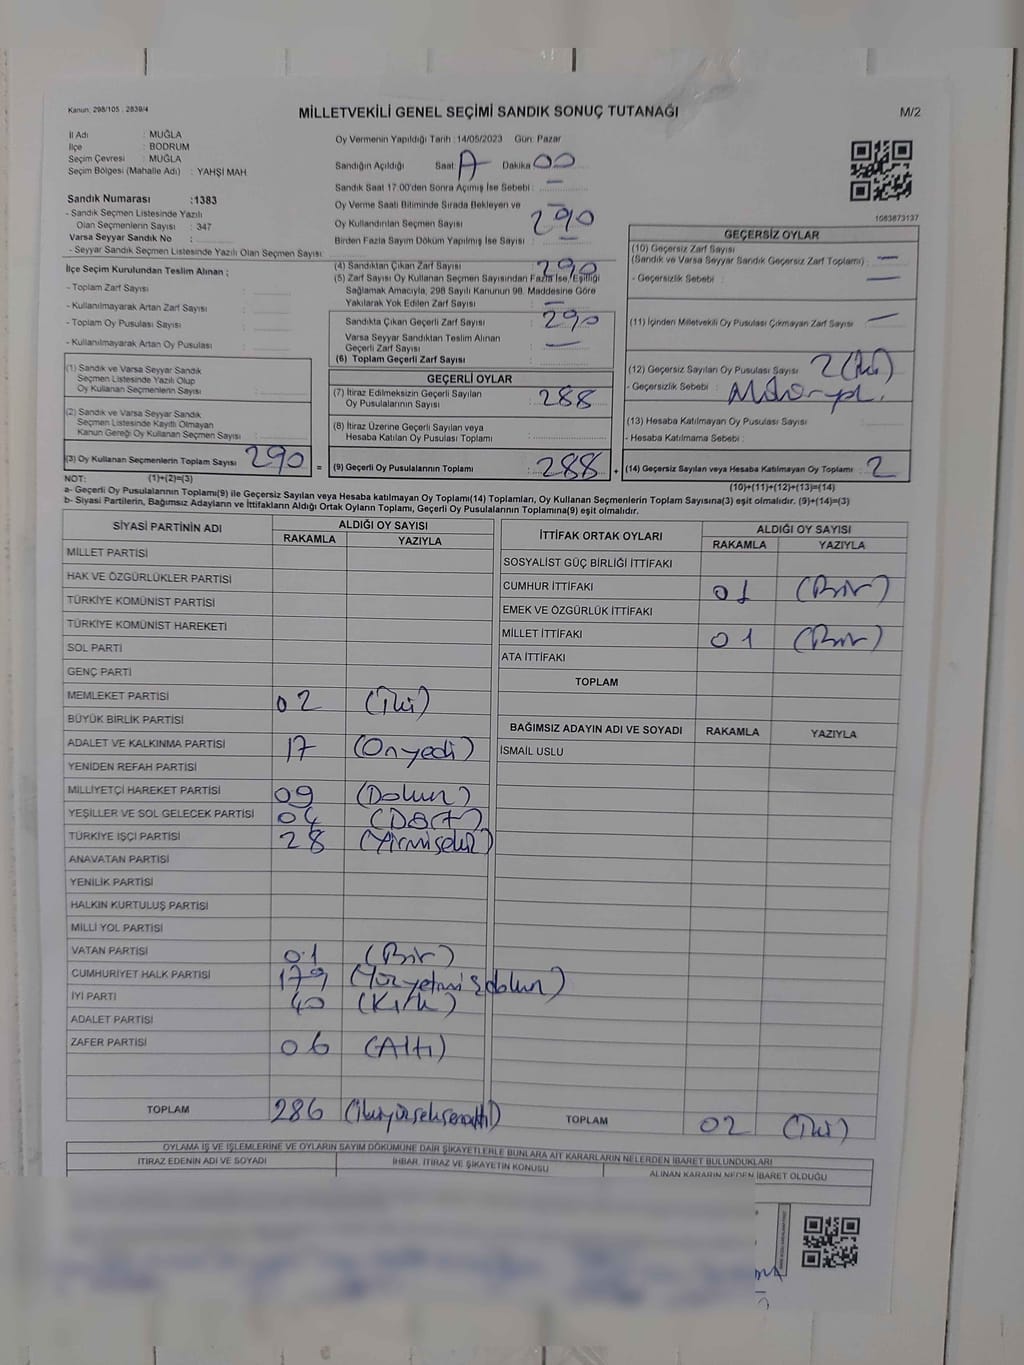 Kanun: 298/105 , 2839/4
MİLLETVEKİLİ GENEL SEÇİMİ SANDIK SONUÇ TUTANAĞI
M/2
İl Adı : MUĞLA
İlçe : BODRUM
Seçim Çevresi : MUĞLA
Seçim Bölgesi (Mahalle Adı) : YAHŞİ MAH
Sandık Numarası :1383
- Sandık Seçmen Listesinde Yazılı
Olan Seçmenlerin Sayısı : 347
Varsa Seyyar Sandık No :
- Seyyar Sandık Seçmen Listesinde Yazılı Olan Seçmen Sayısı:
Oy Vermenin Yapıldığı Tarih :14/05/2023 Gün: Pazar
Sandığın Açıldığı Saat: Dakika 00
Sandık Saat 17.00'den Sonra Açımış İse Sebebi : —
Oy Verme Saati Bitiminde Sırada Bekleyen ve —
Oy Kullandırılan Seçmen Sayısı : 290
Birden Fazla Sayım Döküm Yapılmış İse Sayısı : —
1083873137
İlçe Seçim Kurulundan Teslim Alınan ;
- Toplam Zarf Sayısı :
- Kullanılmayarak Artan Zarf Sayısı :
- Toplam Oy Pusulası Sayısı :
- Kullanılmayarak Artan Oy Pusulası :
(4) Sandıktan Çıkan Zarf Sayısı : 290
(5) Zarf Sayısı Oy Kullanan Seçmen Sayısından Fazla İse, Eşitliği
Sağlamak Amacıyla, 298 Sayılı Kanunun 98. Maddesine Göre
Yakılarak Yok Edilen Zarf Sayısı : —
Sandıkta Çıkan Geçerli Zarf Sayısı : 290
Varsa Seyyar Sandıktan Teslim Alınan
Geçerli Zarf Sayısı : —
(6) Toplam Geçerli Zarf Sayısı :
GEÇERSİZ OYLAR
(10) Geçersiz Zarf Sayısı
(Sandık ve Varsa Seyyar Sandık Geçersiz Zarf Toplamı) : —
- Geçersizlik Sebebi : —
(11) İçinden Milletvekili Oy Pusulası Çıkmayan Zarf Sayısı : —
(12) Geçersiz Sayılan Oy Pusulası Sayısı : 2 (İki)
- Geçersizlik Sebebi :
(13) Hesaba Katılmayan Oy Pusulası Sayısı :
- Hesaba Katılmama Sebebi :
(14) Geçersiz Sayılan veya Hesaba Katılmayan Oy Toplamı : 2
(10)+(11)+(12)+(13)=(14)
(1) Sandık ve Varsa Seyyar Sandık
Seçmen Listesinde Yazılı Olup
Oy Kullanan Seçmenlerin Sayısı :
(2) Sandık ve Varsa Seyyar Sandık
Seçmen Listesinde Kayıtlı Olmayan
Kanun Gereği Oy Kullanan Seçmen Sayısı :
(3) Oy Kullanan Seçmenlerin Toplam Sayısı : 290 =
GEÇERLİ OYLAR
(7) İtiraz Edilmeksizin Geçerli Sayılan
Oy Pusulalarının Sayısı : 288
(8) İtiraz Üzerine Geçerli Sayılan veya
Hesaba Katılan Oy Pusulası Toplamı :
(9) Geçerli Oy Pusulalarının Toplamı : 288 +
NOT: (1)+(2)=(3)
a- Geçerli Oy Pusulalarının Toplamı(9) ile Geçersiz Sayılan veya Hesaba katılmayan Oy Toplamı(14) Toplamları, Oy Kullanan Seçmenlerin Toplam Sayısına(3) eşit olmalıdır. (9)+(14)=(3)
b- Siyasi Partilerin, Bağımsız Adayların ve İttifakların Aldığı Ortak Oyların Toplamı, Geçerli Oy Pusulalarının Toplamına(9) eşit olmalıdır.
SİYASİ PARTİNİN ADI ALDIĞI OY SAYISI
RAKAMLA YAZIYLA
MİLLET PARTİSİ
HAK VE ÖZGÜRLÜKLER PARTİSİ
TÜRKİYE KOMÜNİST PARTİSİ
TÜRKİYE KOMÜNİST HAREKETİ
SOL PARTİ
GENÇ PARTİ
MEMLEKET PARTİSİ 02 (İki)
BÜYÜK BİRLİK PARTİSİ
ADALET VE KALKINMA PARTİSİ 17 (Onyedi)
YENİDEN REFAH PARTİSİ
MİLLİYETÇİ HAREKET PARTİSİ 09 (Dokuz)
YEŞİLLER VE SOL GELECEK PARTİSİ 04 (Dört)
TÜRKİYE İŞÇİ PARTİSİ 28 (Yirmisekiz)
ANAVATAN PARTİSİ
YENİLİK PARTİSİ
HALKIN KURTULUŞ PARTİSİ
MİLLİ YOL PARTİSİ
VATAN PARTİSİ 01 (Bir)
CUMHURİYET HALK PARTİSİ 179 (Yüzyetmişdokuz)
İYİ PARTİ 40 (Kırk)
ADALET PARTİSİ
ZAFER PARTİSİ 06 (Altı)
TOPLAM 286 (ikiyüzseksenaltı)
İTTİFAK ORTAK OYLARI ALDIĞI OY SAYISI
RAKAMLA YAZIYLA
SOSYALİST GÜÇ BİRLİĞİ İTTİFAKI
CUMHUR İTTİFAKI 01 (Bir)
EMEK VE ÖZGÜRLÜK İTTİFAKI
MİLLET İTTİFAKI 01 (Bir)
ATA İTTİFAKI
TOPLAM
BAĞIMSIZ ADAYIN ADI VE SOYADI RAKAMLA YAZIYLA
İSMAİL USLU
TOPLAM 02 (İki)
OYLAMA İŞ VE İŞLEMLERİNE VE OYLARIN SAYIM DÖKÜMÜNE DAİR ŞİKAYETLERLE BUNLARA AİT KARARLARIN NELERDEN İBARET BULUNDUKLARI
İTİRAZ EDENİN ADI VE SOYADI İHBAR, İTİRAZ VE ŞİKAYETİN KONUSU ALINAN KARARIN NEDEN İBARET OLDUĞU